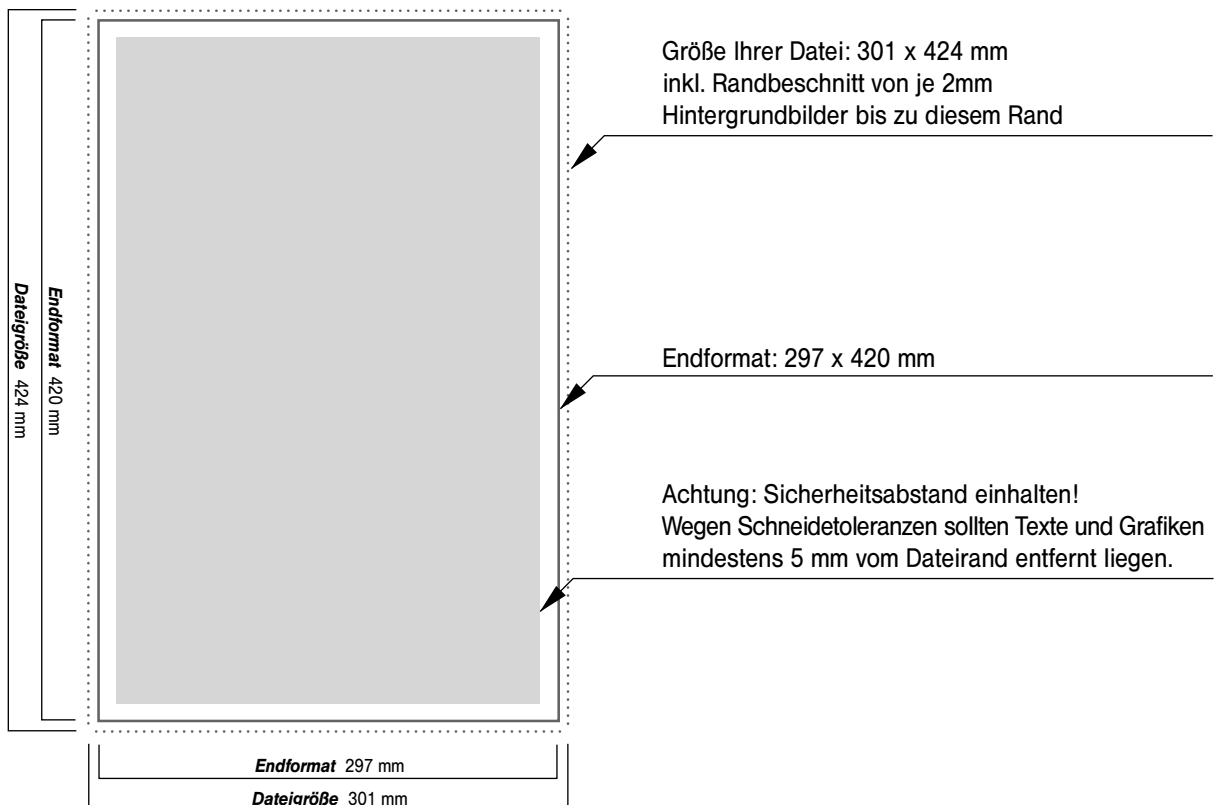 Größe Ihrer Datei: 301 x 424 mm
inkl. Randbeschnitt von je 2mm
Hintergrundbilder bis zu diesem Rand
Endformat: 297 x 420 mm
Achtung: Sicherheitsabstand einhalten!
Wegen Schneidetoleranzen sollten Texte und Grafiken
mindestens 5 mm vom Dateirand entfernt liegen.
Dateigröße 424 mm
Endformat 420 mm
Endformat 297 mm
Dateigröße 301 mm